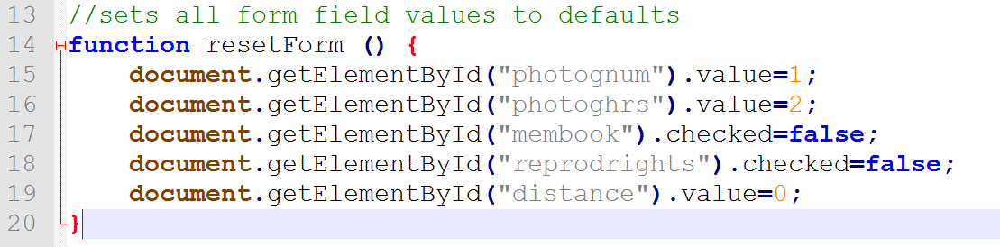 13 //sets all form field values to defaults
14 function resetForm () {
15 document.getElementById("photognum").value=1;
16 document.getElementById("photoghrs").value=2;
17 document.getElementById("membook").checked=false;
18 document.getElementById("reprodrights").checked=false;
19 document.getElementById("distance").value=0;
20 }